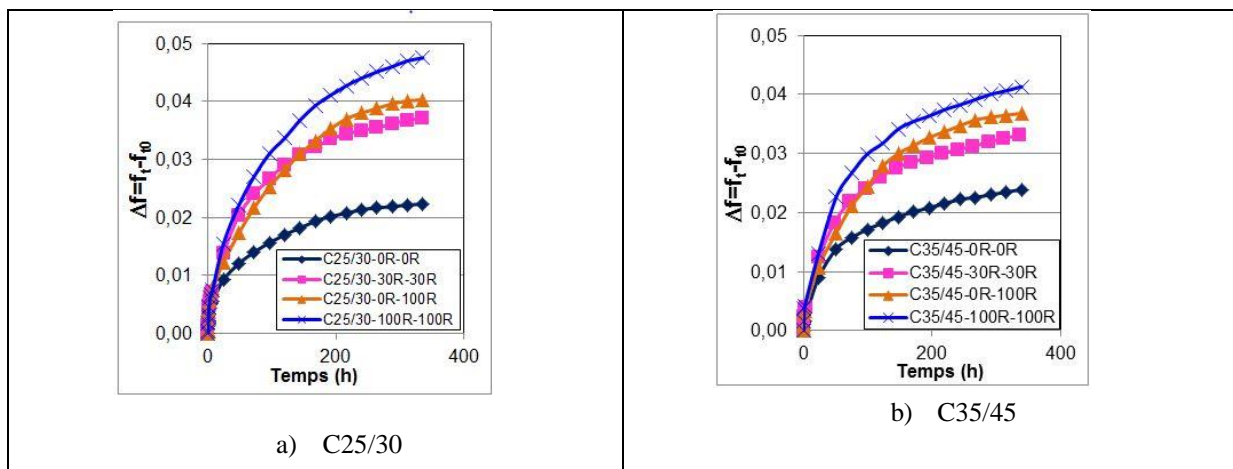 0,05
0,04
0,03
0,02
0,01
0,00
Δf=ft-ft0
C25/30-0R-0R
C25/30-30R-30R
C25/30-0R-100R
C25/30-100R-100R
0 200 400
Temps (h)
a) C25/30
0,05
0,04
0,03
0,02
0,01
0,00
Δf=ft-ft0
C35/45-0R-0R
C35/45-30R-30R
C35/45-0R-100R
C35/45-100R-100R
0 200 400
Temps (h)
b) C35/45